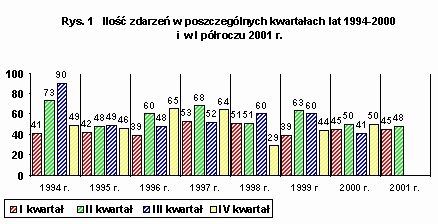 Rys. 1 Ilość zdarzeń w poszczególnych kwartałach lat 1994-2000
i w I półroczu 2001 r.
100
80
60
40
20
0
41 73 90 49 42 48 49 46 39 60 48 65 53 68 52 64 51 51 60 29 39 63 60 44 45 50 41 50 45 48
1994 r. 1995 r. 1996 r. 1997 r. 1998 r. 1999 r. 2000 r. 2001 r.
I kwartał II kwartał III kwartał IV kwartał